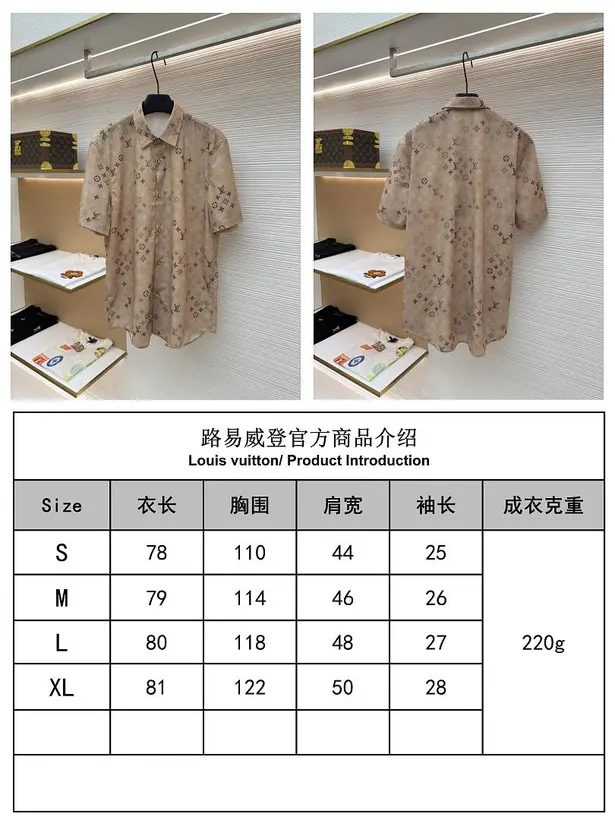 路易威登官方商品介绍
Louis vuitton/ Product Introduction
Size 衣长 胸围 肩宽 袖长 成衣克重
S 78 110 44 25
M 79 114 46 26
L 80 118 48 27
XL 81 122 50 28
220g